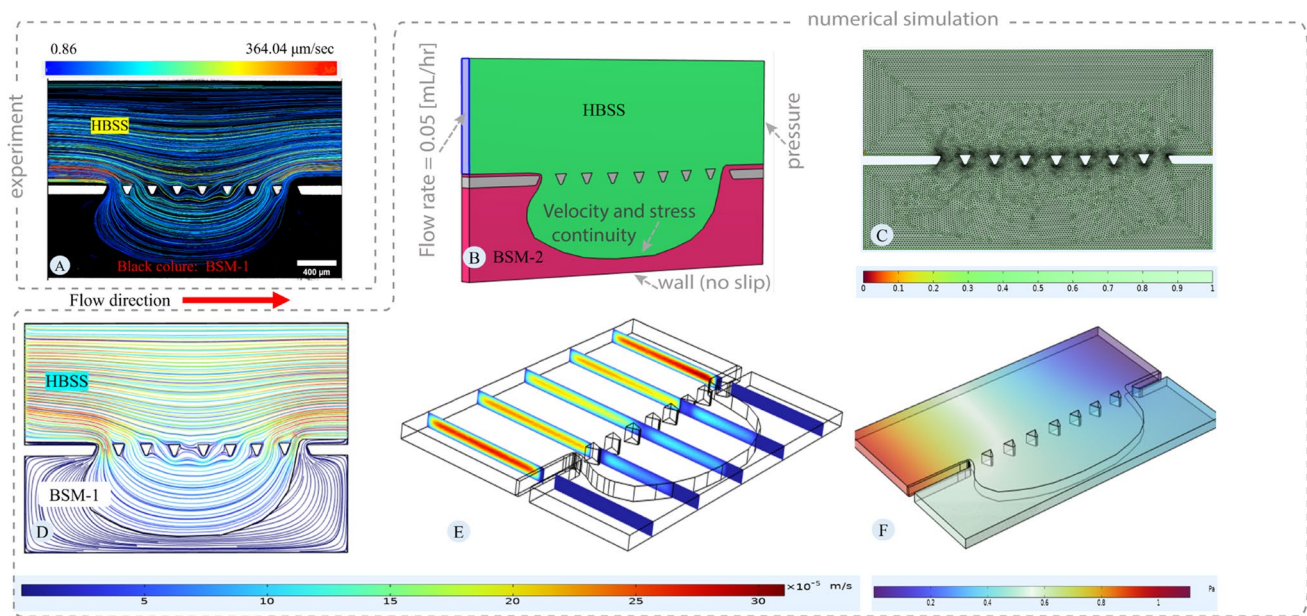 numerical simulation
experiment
0.86 364.04 μm/sec
HBSS
A
Black colure: BSM-1
400 μm
Flow direction
Flow rate = 0.05 [mL/hr]
HBSS
pressure
Velocity and stress
continuity
B
BSM-2
wall (no slip)
C
0 0.1 0.2 0.3 0.4 0.5 0.6 0.7 0.8 0.9 1
HBSS
BSM-1
D
E
F
5 10 15 20 25 30 ×10⁻⁵ m/s
0.2 0.4 0.6 0.8 1 Pa